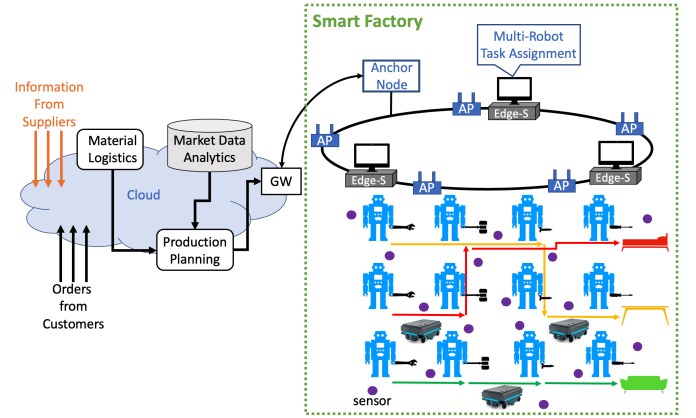 Smart Factory
Multi-Robot
Task Assignment
Anchor
Node
Information
From
Suppliers
Material
Logistics
Market Data
Analytics
GW
Cloud
Production
Planning
Orders
from
Customers
AP
Edge-S
AP
AP
Edge-S
AP
AP
Edge-S
sensor